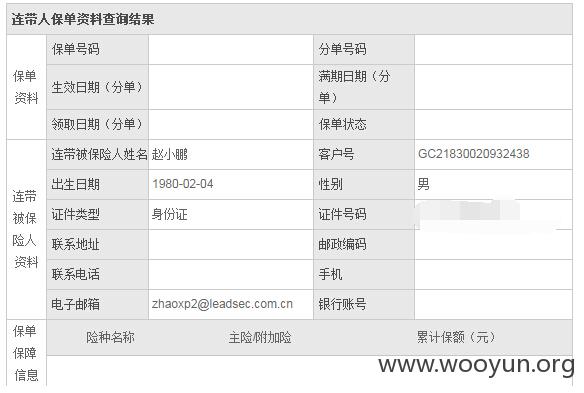 连带人保单资料查询结果
保单资料
保单号码 分单号码
生效日期（分单） 满期日期（分单）
领取日期（分单） 保单状态
连带被保险人资料
连带被保险人姓名 赵小鹏 客户号 GC21830020932438
出生日期 1980-02-04 性别 男
证件类型 身份证 证件号码
联系地址 邮政编码
联系电话 手机
电子邮箱 zhaoxp2@leadsec.com.cn 银行账号
保单保障信息
险种名称 主险/附加险 累计保额（元）
www.wooyun.org